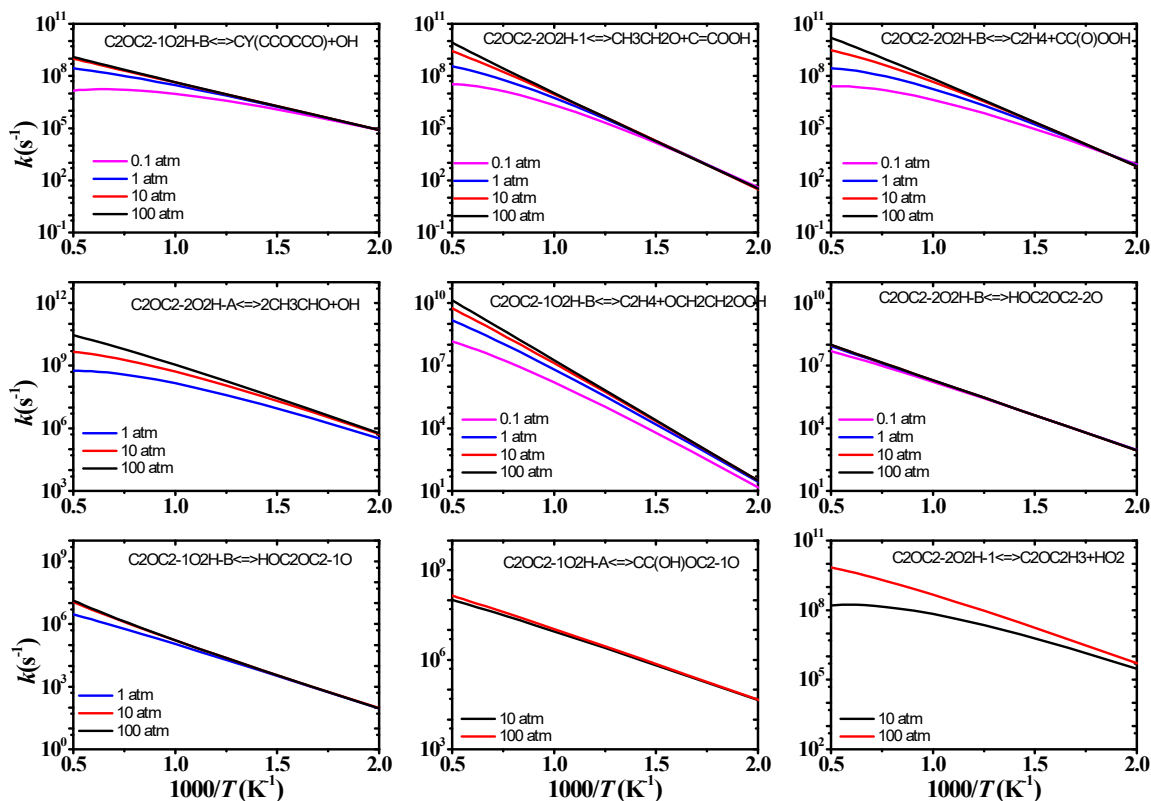 C2OC2-1O2H-B<=>CY(CCOCCO)+OH
10^11
10^8
10^5
10^2
10^-1
k(s^-1)
0.1 atm
1 atm
10 atm
100 atm
0.5 1.0 1.5 2.0
C2OC2-2O2H-1<=>CH3CH2O+C=COOH
10^11
10^8
10^5
10^2
10^-1
0.1 atm
1 atm
10 atm
100 atm
0.5 1.0 1.5 2.0
C2OC2-2O2H-B<=>C2H4+CC(O)OOH
10^11
10^8
10^5
10^2
10^-1
0.1 atm
1 atm
10 atm
100 atm
0.5 1.0 1.5 2.0
C2OC2-2O2H-A<=>2CH3CHO+OH
10^12
10^9
10^6
10^3
k(s^-1)
1 atm
10 atm
100 atm
0.5 1.0 1.5 2.0
C2OC2-1O2H-B<=>C2H4+OCH2CH2OOH
10^10
10^7
10^4
10^1
0.1 atm
1 atm
10 atm
100 atm
0.5 1.0 1.5 2.0
C2OC2-2O2H-B<=>HOC2OC2-2O
10^10
10^7
10^4
10^1
0.1 atm
1 atm
10 atm
100 atm
0.5 1.0 1.5 2.0
C2OC2-1O2H-B<=>HOC2OC2-1O
10^9
10^6
10^3
10^0
k(s^-1)
1 atm
10 atm
100 atm
0.5 1.0 1.5 2.0
1000/T(K^-1)
C2OC2-1O2H-A<=>CC(OH)OC2-1O
10^9
10^6
10^3
10 atm
100 atm
0.5 1.0 1.5 2.0
1000/T(K^-1)
C2OC2-2O2H-1<=>C2OC2H3+HO2
10^11
10^8
10^5
10^2
10 atm
100 atm
0.5 1.0 1.5 2.0
1000/T(K^-1)